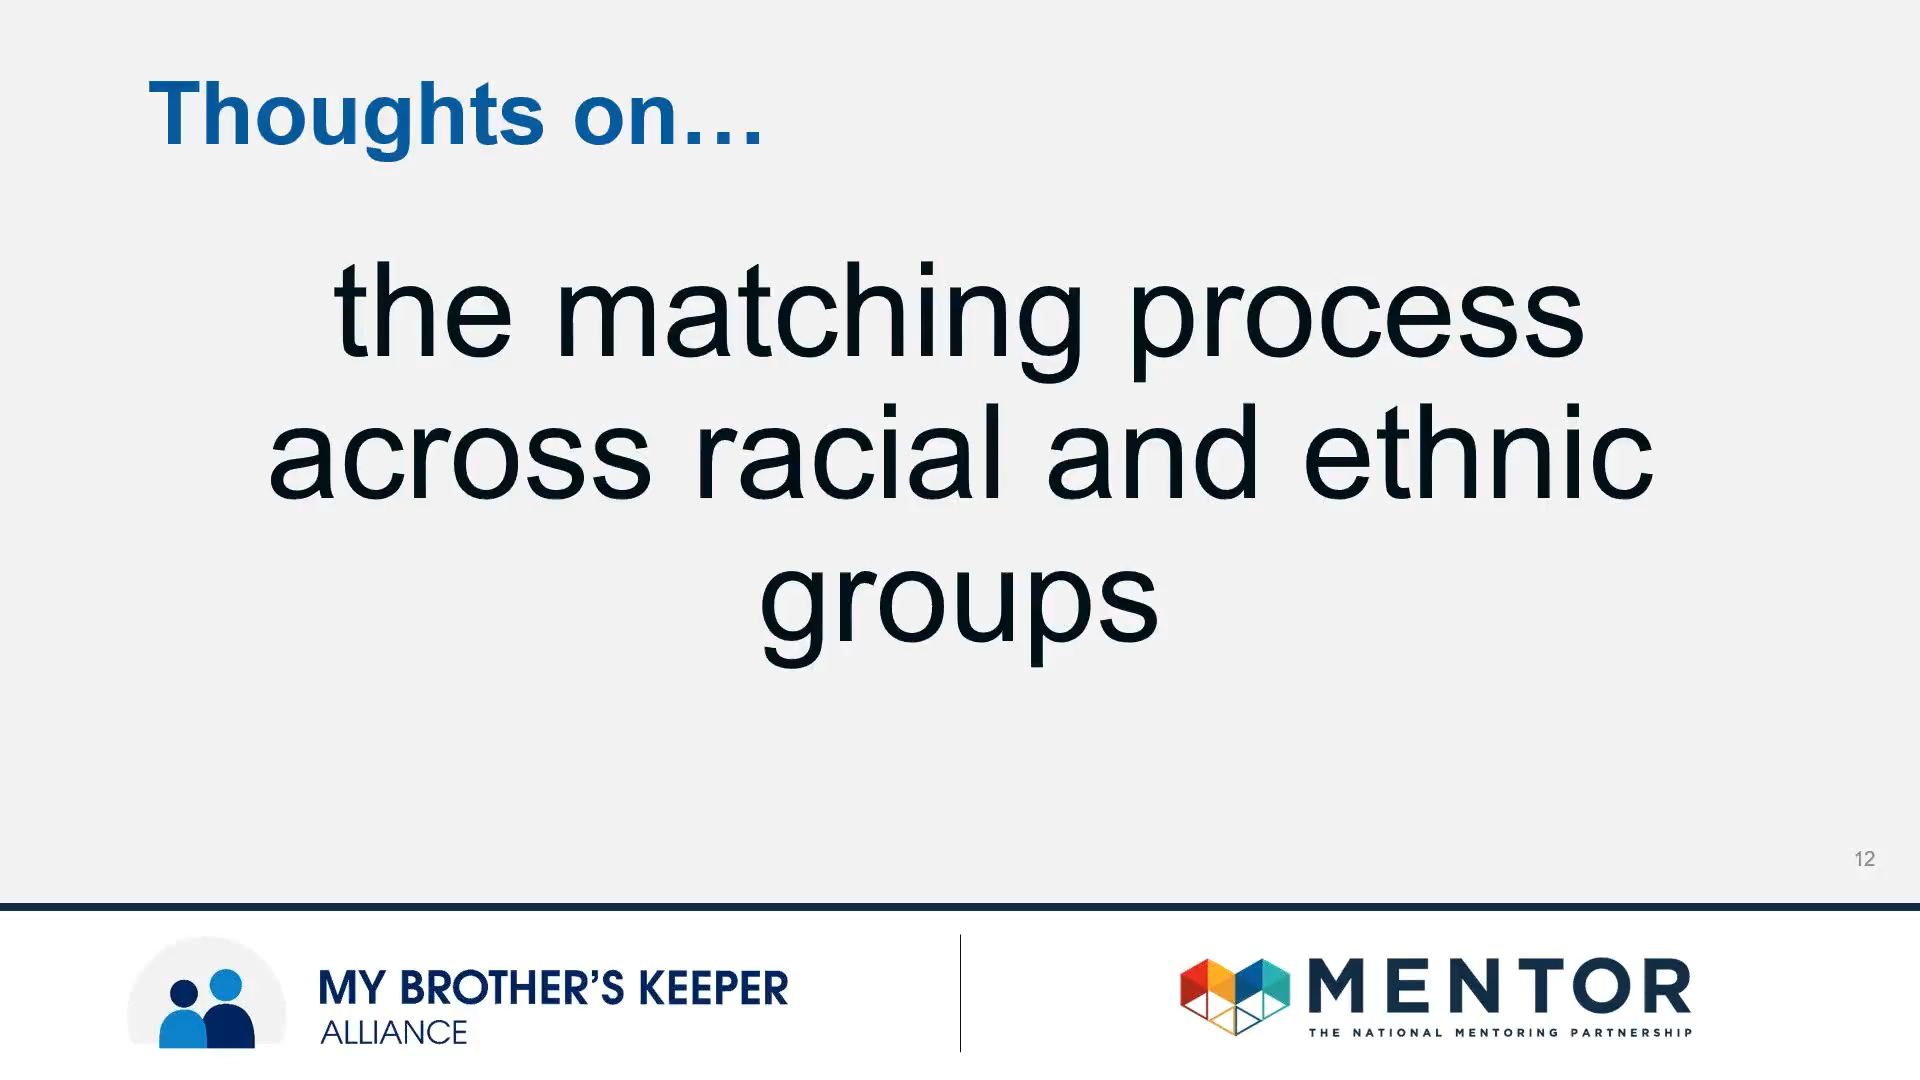 Thoughts on…
the matching process
across racial and ethnic
groups
12
MY BROTHER’S KEEPER
ALLIANCE
MENTOR
THE NATIONAL MENTORING PARTNERSHIP